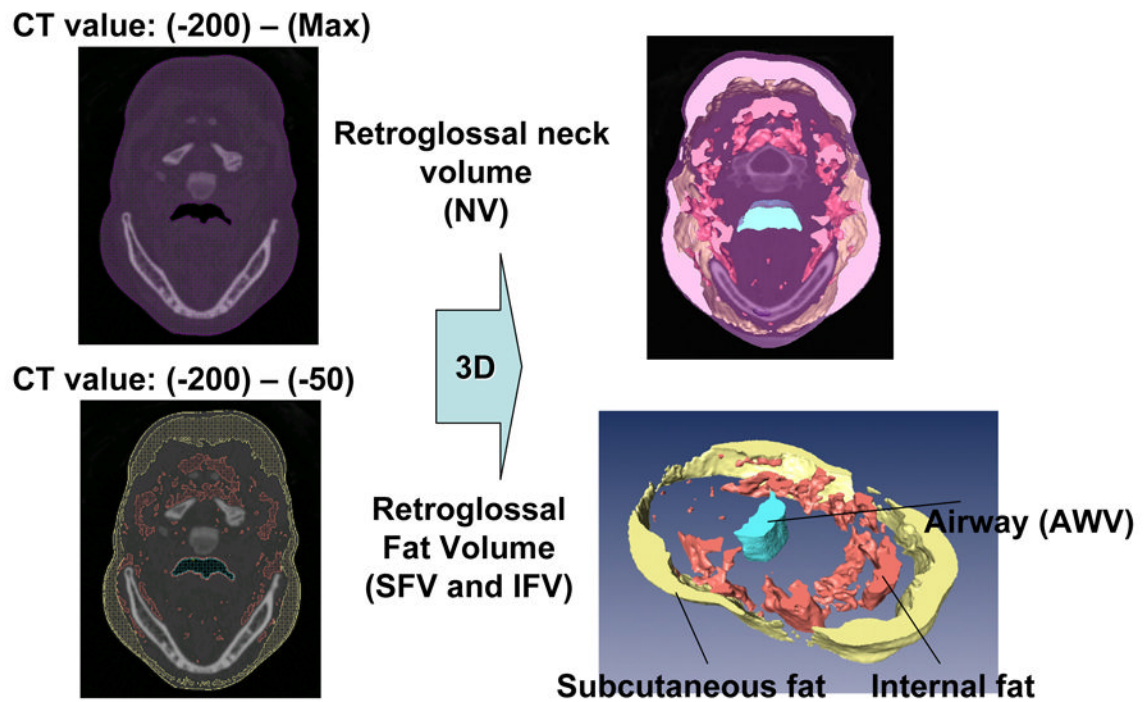 CT value: (-200) – (Max)
Retroglossal neck
volume
(NV)
3D
CT value: (-200) – (-50)
Retroglossal
Fat Volume
(SFV and IFV)
Airway (AWV)
Subcutaneous fat
Internal fat